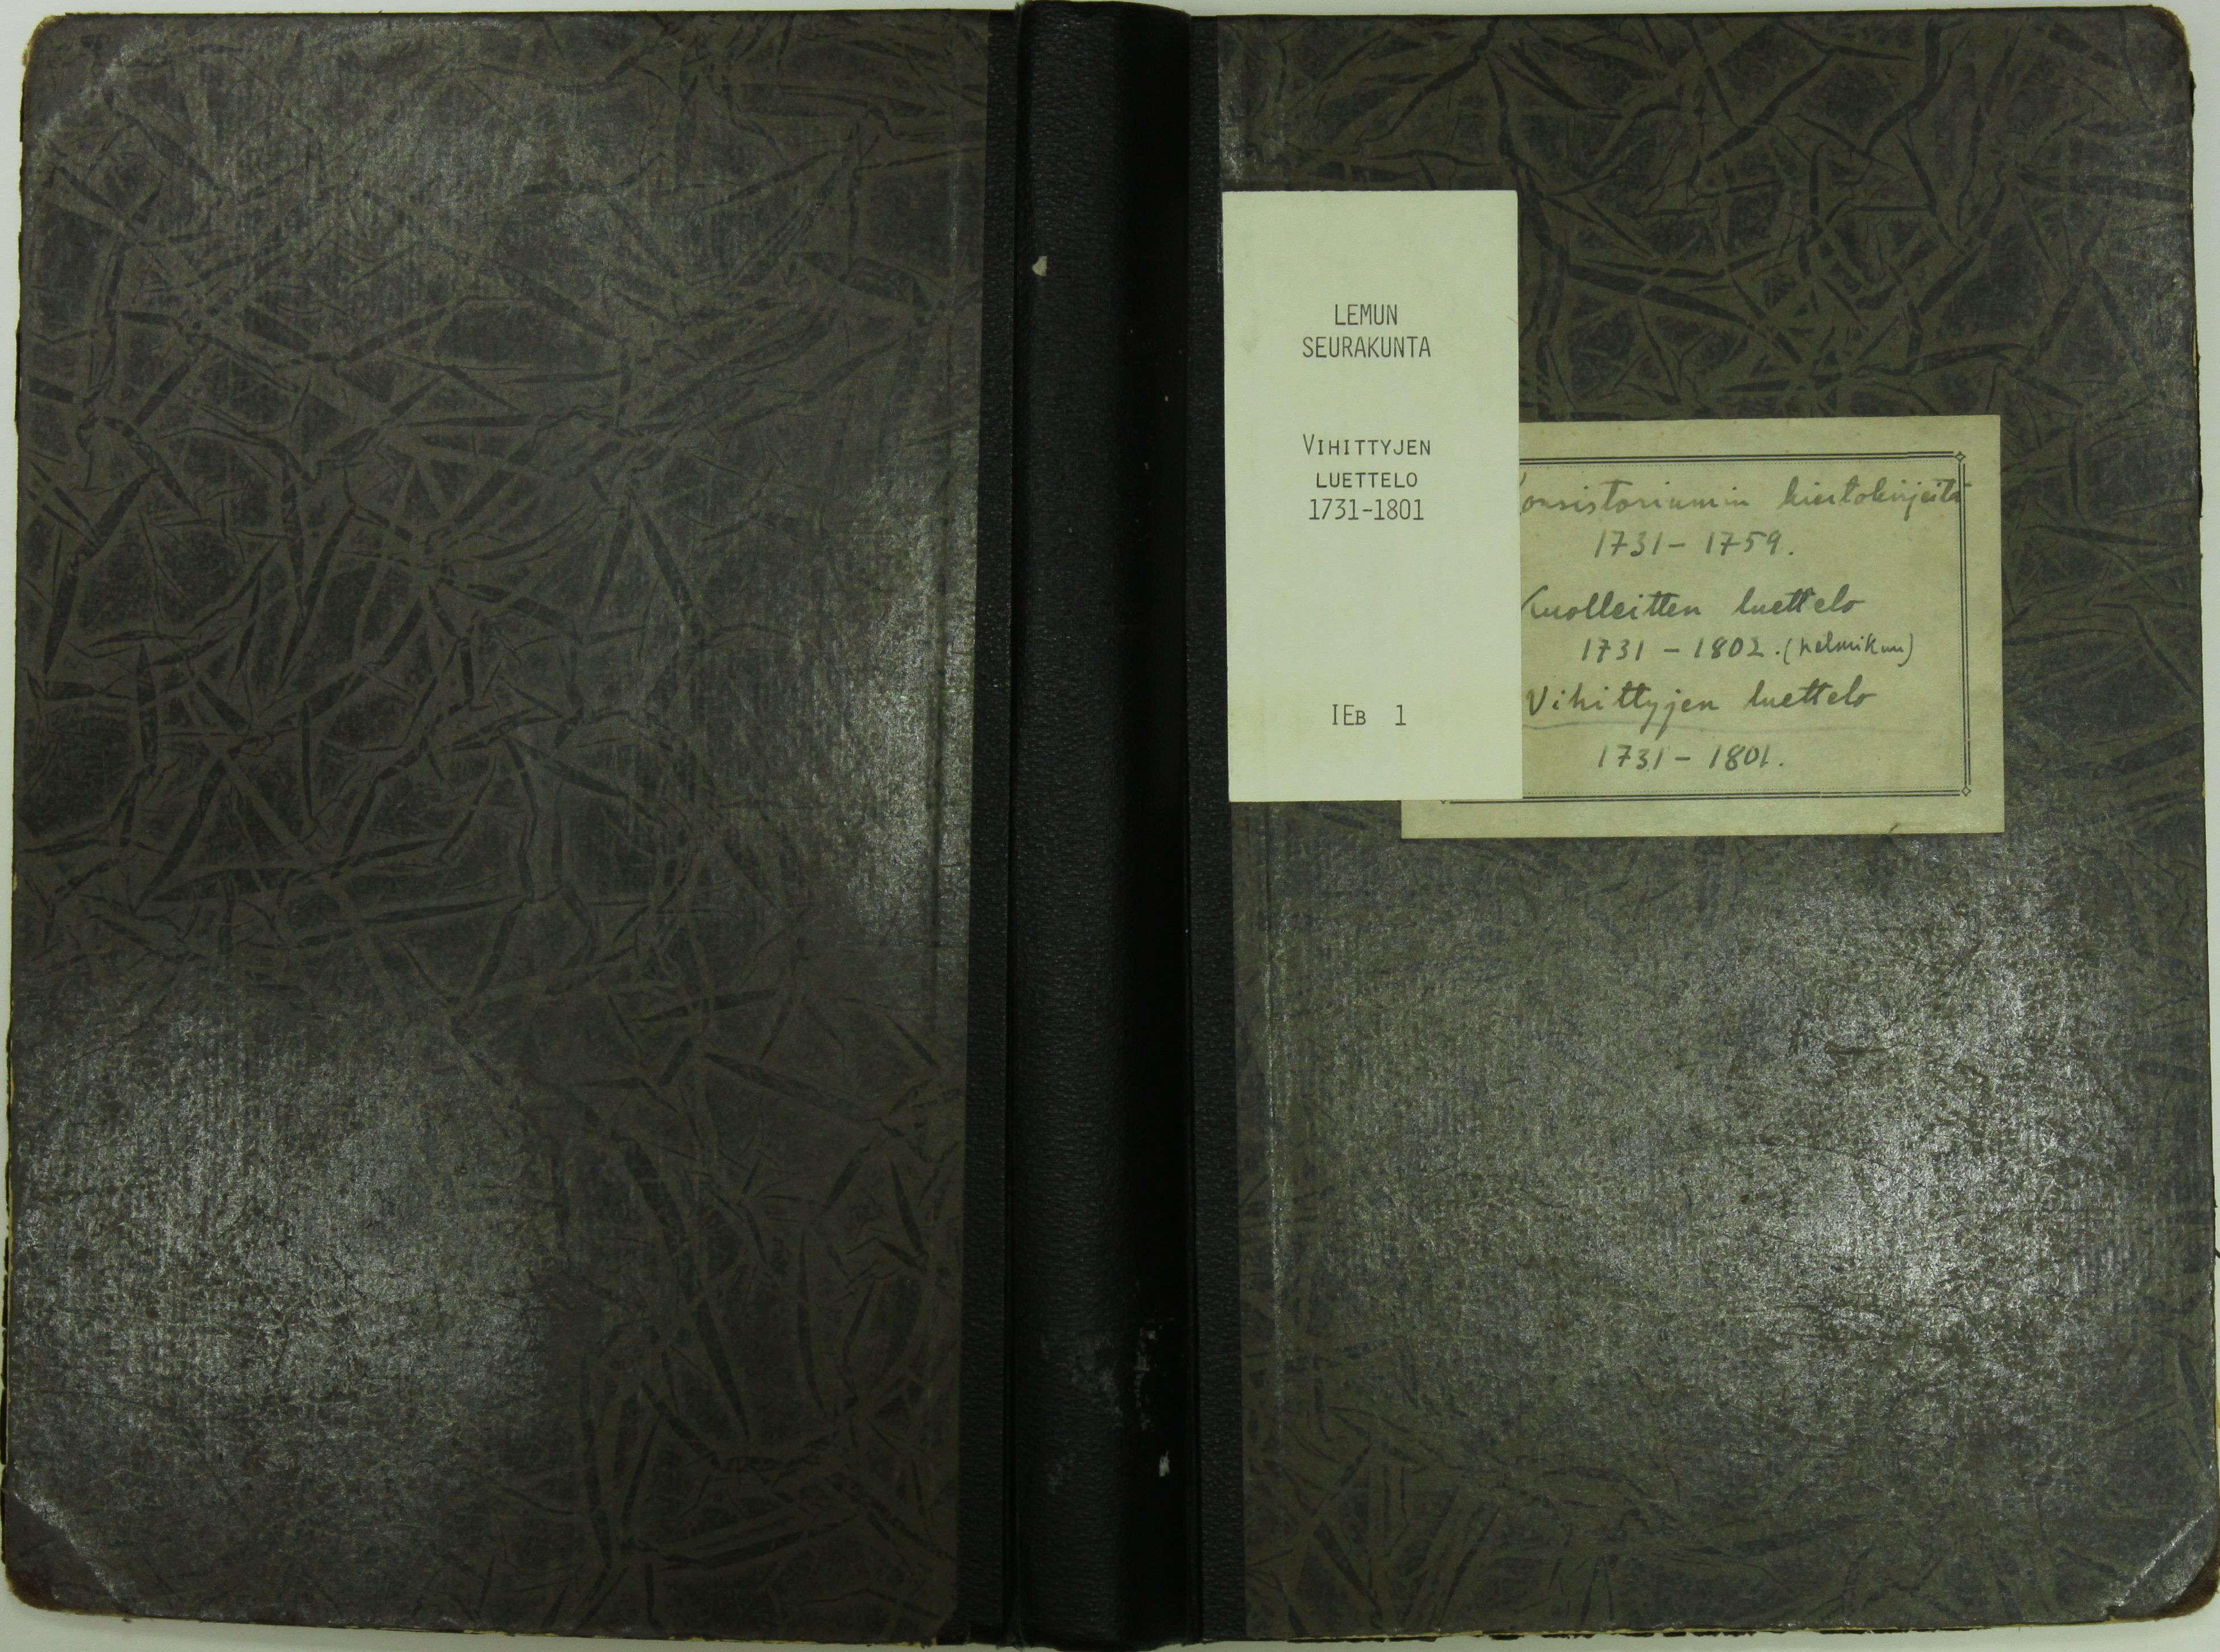 LEMUN
SEURAKUNTA
VIHITTYJEN
LUETTELO
1731-1801
IEB 1
Konsistoriumin kiertokirjeitä
1731 - 1759.
Kuolleitten luettelo
1731 - 1802. (helmikuu)
Vihittyjen luettelo
1731 - 1801.